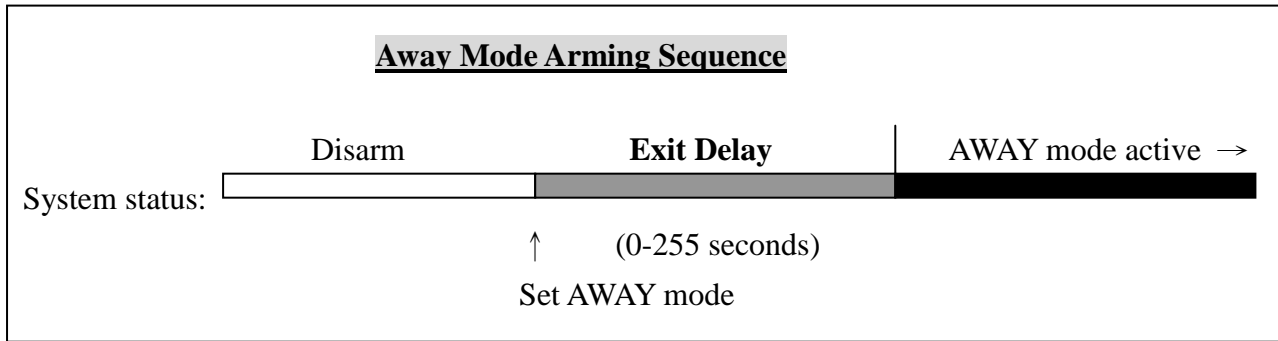 Away Mode Arming Sequence
Disarm Exit Delay AWAY mode active →
System status:
↑ (0-255 seconds)
Set AWAY mode